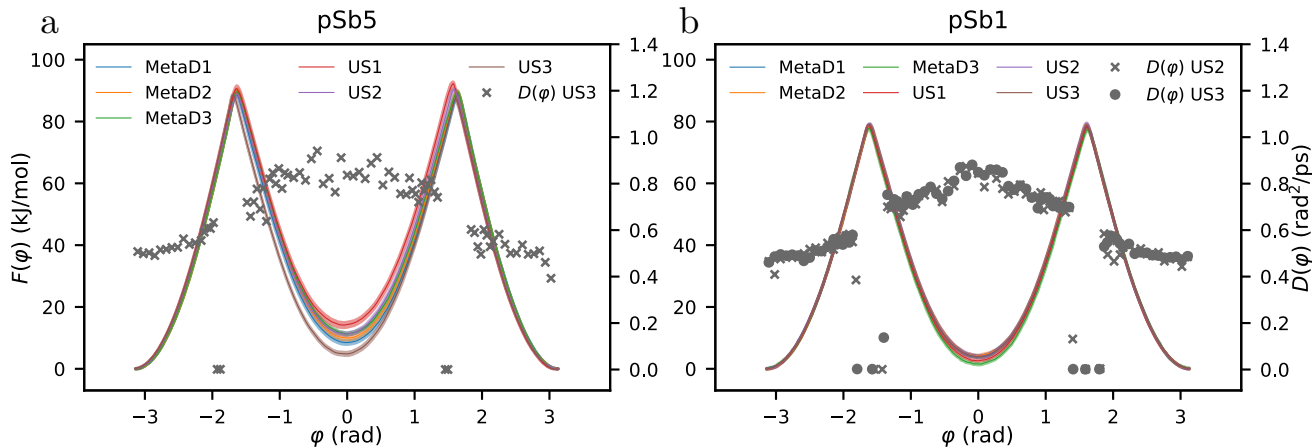 a
pSb5
MetaD1
MetaD2
MetaD3
US1
US2
US3
D(φ) US3
100
80
60
40
20
0
F(φ) (kJ/mol)
1.4
1.2
1.0
0.8
0.6
0.4
0.2
0.0
−3 −2 −1 0 1 2 3
φ (rad)
b
pSb1
MetaD1
MetaD2
MetaD3
US1
US2
US3
D(φ) US2
D(φ) US3
100
80
60
40
20
0
1.4
1.2
1.0
0.8
0.6
0.4
0.2
0.0
D(φ) (rad²/ps)
−3 −2 −1 0 1 2 3
φ (rad)